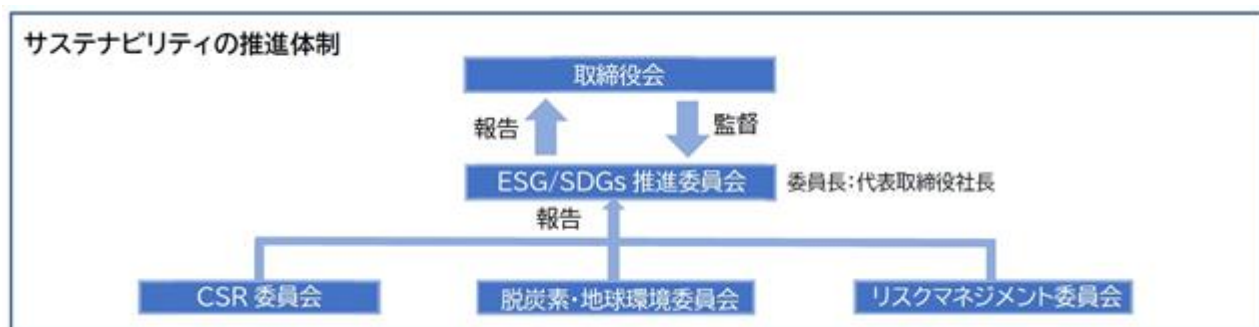 サステナビリティの推進体制
取締役会
報告
監督
ESG/SDGs 推進委員会
委員長:代表取締役社長
報告
CSR 委員会
脱炭素・地球環境委員会
リスクマネジメント委員会